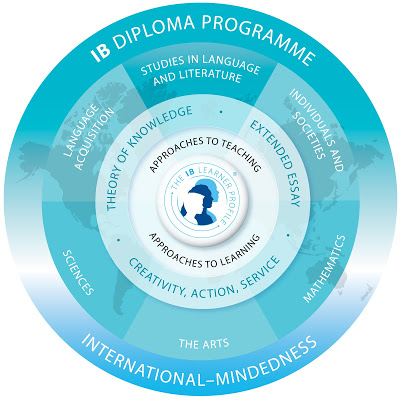 IB DIPLOMA PROGRAMME
STUDIES IN LANGUAGE
AND LITERATURE
LANGUAGE
ACQUISITION
INDIVIDUALS AND
SOCIETIES
THEORY OF KNOWLEDGE
EXTENDED ESSAY
APPROACHES TO TEACHING
THE IB LEARNER PROFILE
APPROACHES TO LEARNING
CREATIVITY, ACTION, SERVICE
SCIENCES
MATHEMATICS
THE ARTS
INTERNATIONAL–MINDEDNESS